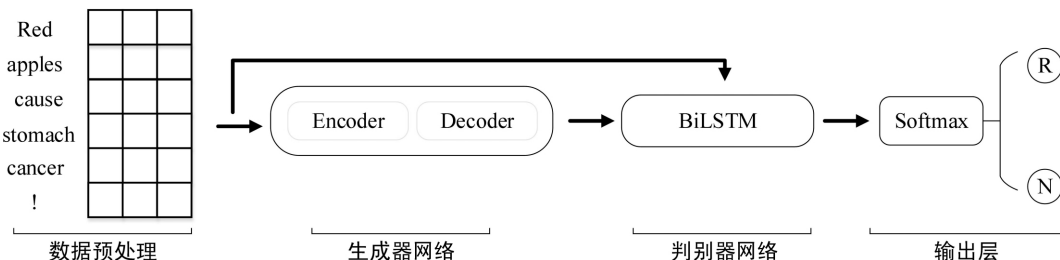 Red
apples
cause
stomach
cancer
!
Encoder
Decoder
BiLSTM
Softmax
R
N
数据预处理
生成器网络
判别器网络
输出层